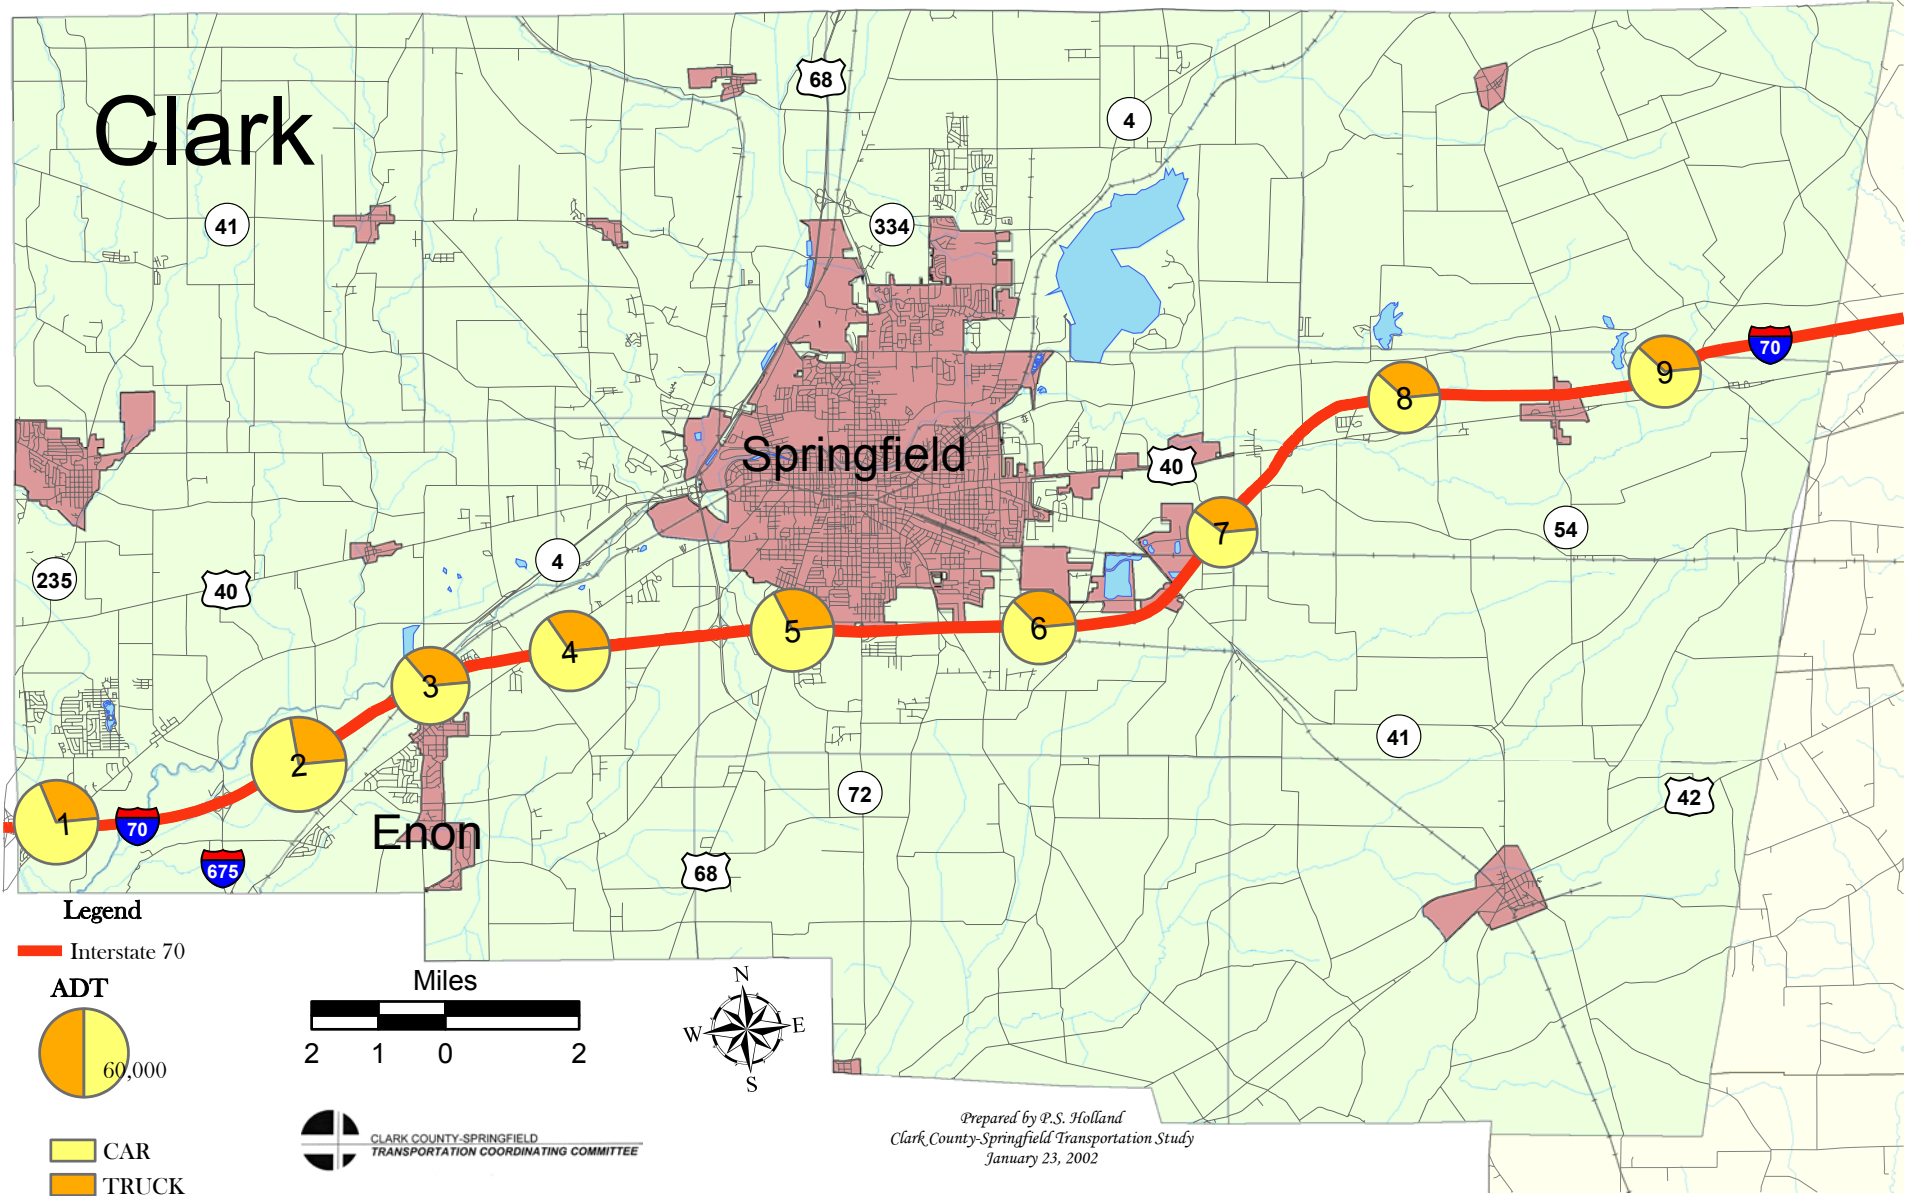 Clark
68
4
41
334
70
8
9
Springfield
40
7
54
4
235
40
5
6
4
3
2
41
72
42
1
70
Enon
675
68
Legend
Interstate 70
ADT
60,000
CAR
TRUCK
Miles
2 1 0 2
N
W E
S
CLARK COUNTY-SPRINGFIELD
TRANSPORTATION COORDINATING COMMITTEE
Prepared by P.S. Holland
Clark County-Springfield Transportation Study
January 23, 2002